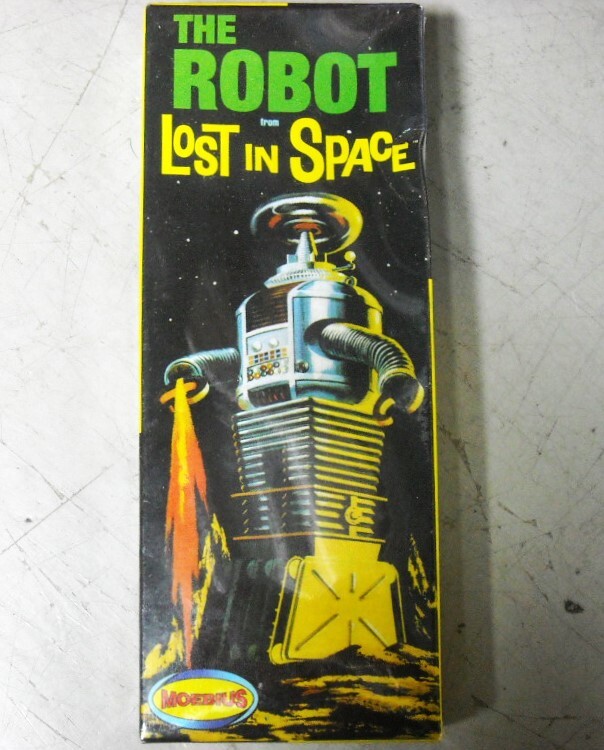 THE
ROBOT
from
LOST IN SPACE
MOEBIUS